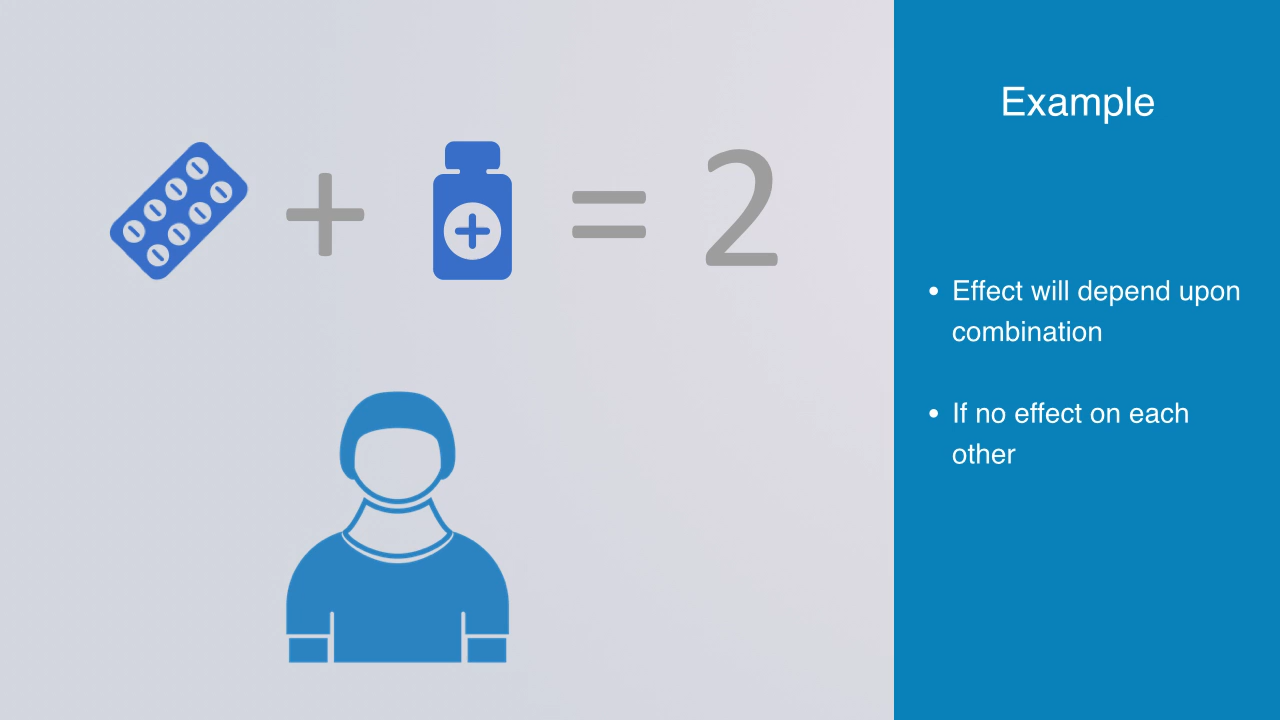 + = 2
Example
• Effect will depend upon
combination
• If no effect on each
other